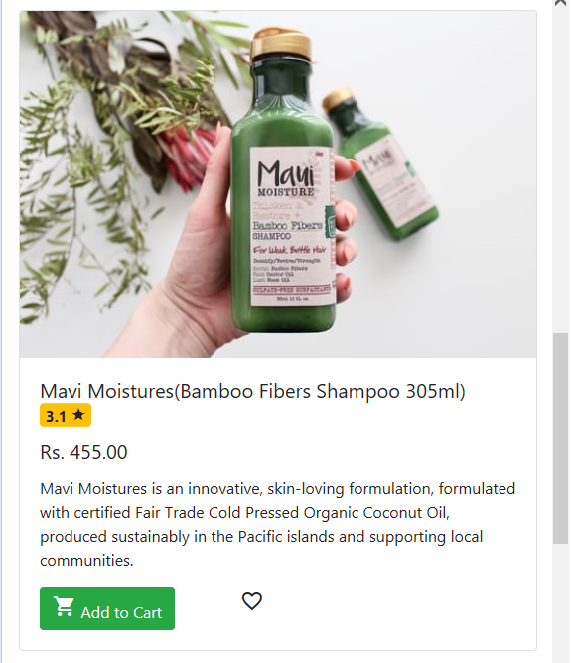 Maui
MOISTURE
Thicken &
Restore +
Bamboo Fibers
SHAMPOO
For Weak, Brittle Hair
Densify/Revive/Strength
Exotic Bamboo Fibers
Rich Castor Oil
Lush Neem Oil
SULFATE-FREE SURFACTANTS
Maui
Mavi Moistures(Bamboo Fibers Shampoo 305ml)
3.1 ★
Rs. 455.00
Mavi Moistures is an innovative, skin-loving formulation, formulated
with certified Fair Trade Cold Pressed Organic Coconut Oil,
produced sustainably in the Pacific islands and supporting local
communities.
Add to Cart